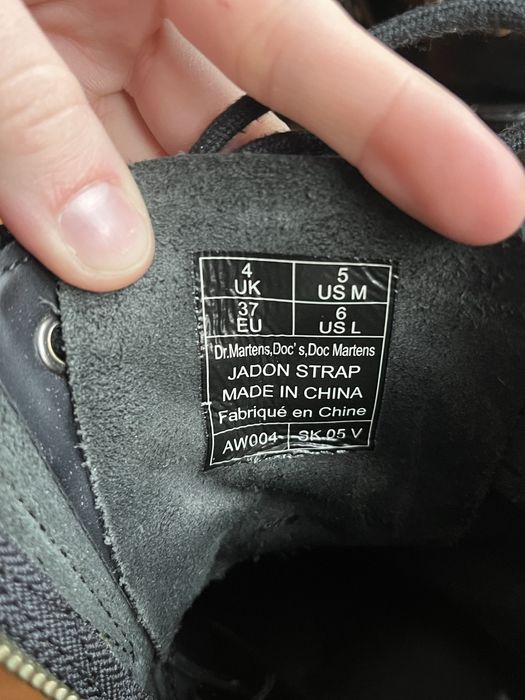 4 UK 5 US M
37 EU 6 US L
Dr.Martens,Doc's,Doc Martens
JADON STRAP
MADE IN CHINA
Fabriqué en Chine
AW004 SK 05 V